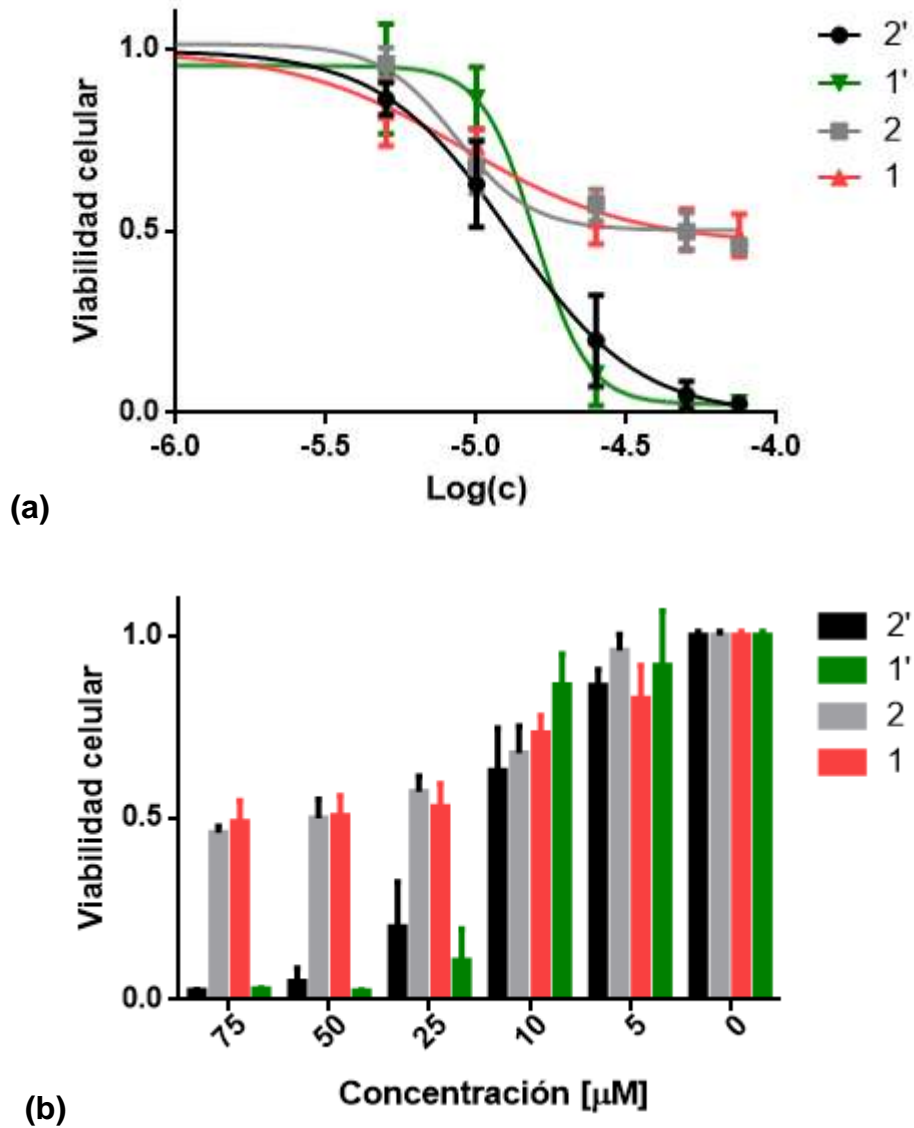 1.0
0.5
0.0
Viabilidad celular
-6.0 -5.5 -5.0 -4.5 -4.0
Log(c)
2'
1'
2
1
(a)
1.0
0.5
0.0
Viabilidad celular
75 50 25 10 5 0
Concentración [μM]
2'
1'
2
1
(b)